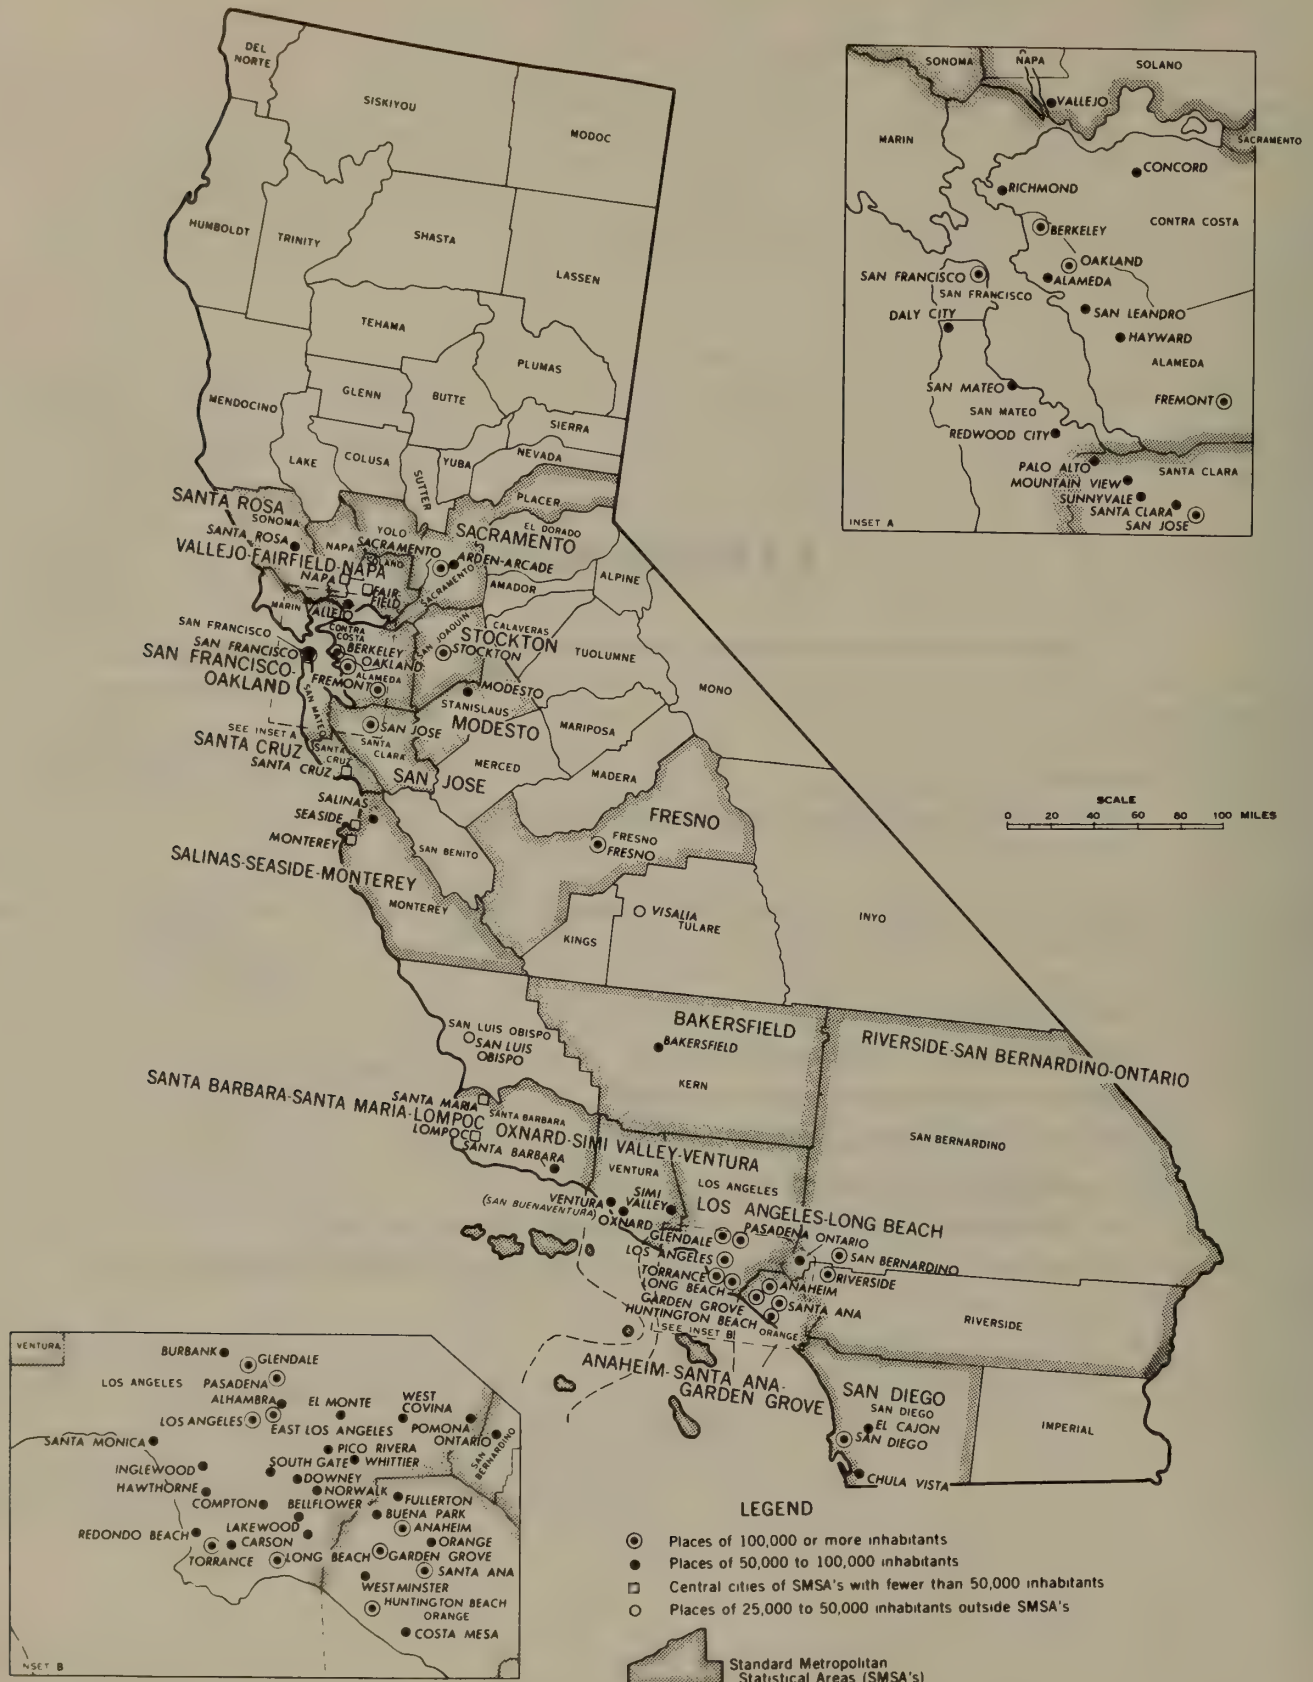 DEL
NORTE
SISKIYOU
MODOC
HUMBOLDT
TRINITY
SHASTA
LASSEN
TEHAMA
PLUMAS
MENDOCINO
GLENN
BUTTE
SIERRA
LAKE
COLUSA
SUTTER
YUBA
NEVADA
PLACER
SANTA ROSA
SONOMA
SANTA ROSA
YOLO
SACRAMENTO
EL DORADO
SACRAMENTO
VALLEJO-FAIRFIELD-NAPA
NAPA
NAPA
ARDEN-ARCADE
SACRAMENTO
FAIR-
FIELD
AMADOR
ALPINE
MARIN
VALLEJO
CALAVERAS
SAN FRANCISCO
SAN FRANCISCO
SAN FRANCISCO-
OAKLAND
CONTRA
COSTA
BERKELEY
OAKLAND
ALAMEDA
FREMONT
SAN JOAQUIN
STOCKTON
STOCKTON
TUOLUMNE
MONO
SAN MATEO
MODESTO
STANISLAUS
MODESTO
MARIPOSA
SEE INSET A
SAN JOSE
SANTA
CLARA
SANTA CRUZ
SANTA
CRUZ
SANTA CRUZ
SAN JOSE
MERCED
MADERA
SALINAS
SEASIDE
MONTEREY
SALINAS-SEASIDE-MONTEREY
MONTEREY
SAN BENITO
FRESNO
FRESNO
FRESNO
VISALIA
TULARE
KINGS
INYO
SAN LUIS OBISPO
SAN LUIS
OBISPO
BAKERSFIELD
BAKERSFIELD
KERN
RIVERSIDE-SAN BERNARDINO-ONTARIO
SAN BERNARDINO
SANTA BARBARA-SANTA MARIA-LOMPOC
SANTA MARIA
SANTA BARBARA
LOMPOC
SANTA BARBARA
OXNARD-SIMI VALLEY-VENTURA
VENTURA
LOS ANGELES
VENTURA
(SAN BUENAVENTURA)
SIMI
VALLEY
OXNARD
LOS ANGELES-LONG BEACH
GLENDALE
PASADENA
ONTARIO
LOS ANGELES
SAN BERNARDINO
TORRANCE
RIVERSIDE
LONG BEACH
ANAHEIM
GARDEN GROVE
SANTA ANA
HUNTINGTON BEACH
SEE INSET B
ORANGE
RIVERSIDE
ANAHEIM-SANTA ANA-
GARDEN GROVE
SAN DIEGO
SAN DIEGO
EL CAJON
SAN DIEGO
CHULA VISTA
IMPERIAL
SONOMA
NAPA
SOLANO
VALLEJO
MARIN
SACRAMENTO
CONCORD
RICHMOND
CONTRA COSTA
BERKELEY
OAKLAND
SAN FRANCISCO
ALAMEDA
SAN FRANCISCO
SAN LEANDRO
DALY CITY
HAYWARD
ALAMEDA
SAN MATEO
FREMONT
SAN MATEO
REDWOOD CITY
PALO ALTO
SANTA CLARA
MOUNTAIN VIEW
SUNNYVALE
SANTA CLARA
SAN JOSE
INSET A
SCALE
0 20 40 60 80 100 MILES
VENTURA
BURBANK
GLENDALE
LOS ANGELES
PASADENA
ALHAMBRA
EL MONTE
WEST
COVINA
LOS ANGELES
EAST LOS ANGELES
POMONA
ONTARIO
SAN
BERNARDINO
SANTA MONICA
PICO RIVERA
INGLEWOOD
SOUTH GATE
WHITTIER
HAWTHORNE
DOWNEY
NORWALK
COMPTON
BELLFLOWER
FULLERTON
BUENA PARK
REDONDO BEACH
LAKEWOOD
ANAHEIM
CARSON
ORANGE
TORRANCE
LONG BEACH
GARDEN GROVE
SANTA ANA
WESTMINSTER
HUNTINGTON BEACH
ORANGE
COSTA MESA
NSET B
LEGEND
Places of 100,000 or more inhabitants
Places of 50,000 to 100,000 inhabitants
Central cities of SMSA's with fewer than 50,000 inhabitants
Places of 25,000 to 50,000 inhabitants outside SMSA's
Standard Metropolitan
Statistical Areas (SMSA's)